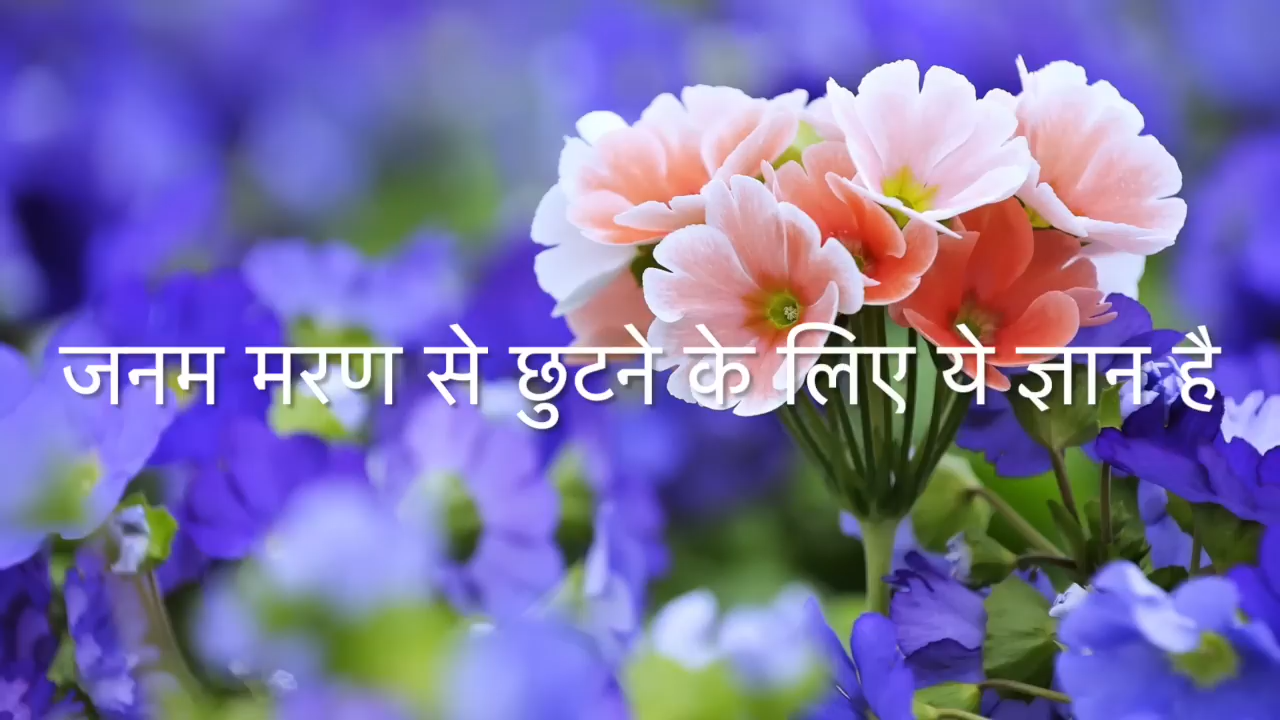 जनम मरण से छुटने के लिए ये ज्ञान है